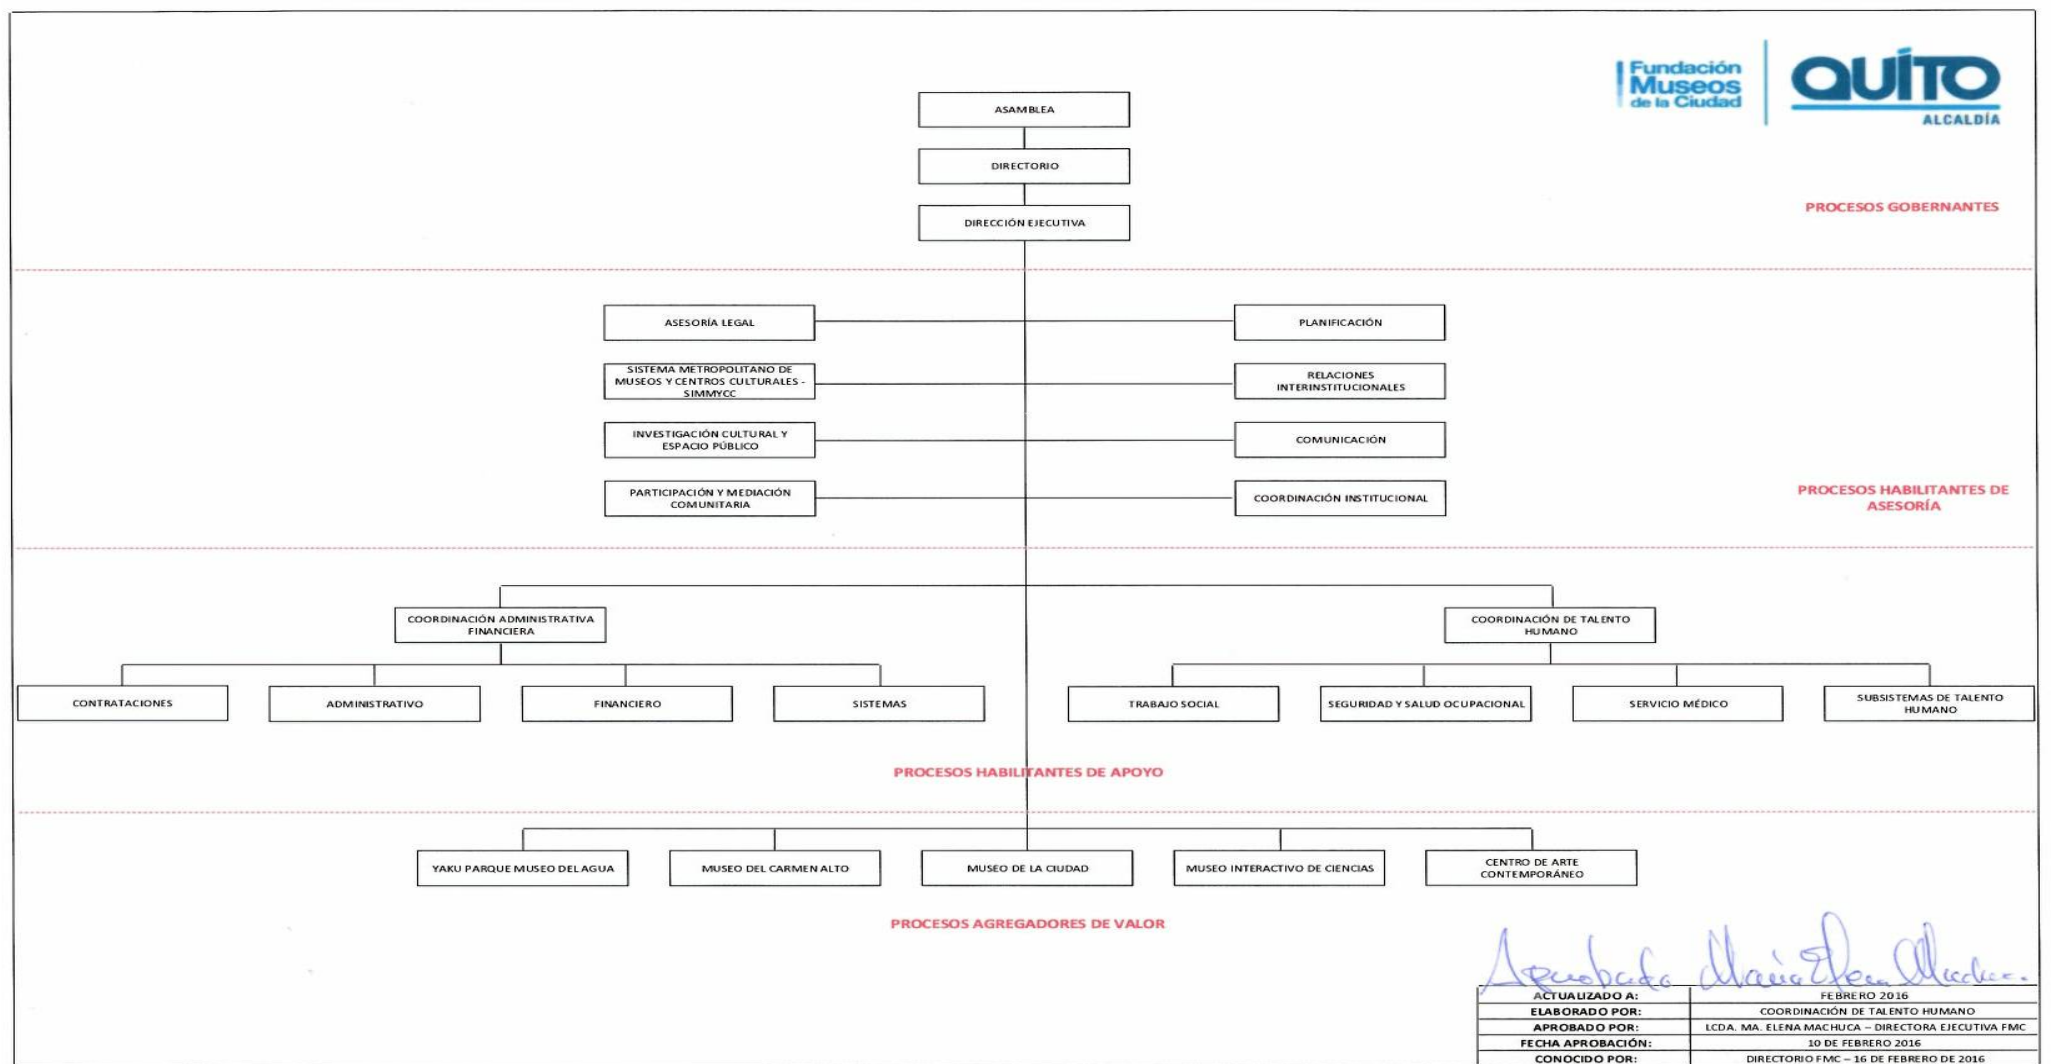 Fundación
Museos
de la Ciudad
QUITO
ALCALDÍA
ASAMBLEA
DIRECTORIO
DIRECCIÓN EJECUTIVA
PROCESOS GOBERNANTES
ASESORÍA LEGAL
PLANIFICACIÓN
SISTEMA METROPOLITANO DE
MUSEOS Y CENTROS CULTURALES -
SIMMYCC
RELACIONES
INTERINSTITUCIONALES
INVESTIGACIÓN CULTURAL Y
ESPACIO PÚBLICO
COMUNICACIÓN
PARTICIPACIÓN Y MEDIACIÓN
COMUNITARIA
COORDINACIÓN INSTITUCIONAL
PROCESOS HABILITANTES DE
ASESORÍA
COORDINACIÓN ADMINISTRATIVA
FINANCIERA
COORDINACIÓN DE TALENTO
HUMANO
CONTRATACIONES
ADMINISTRATIVO
FINANCIERO
SISTEMAS
TRABAJO SOCIAL
SEGURIDAD Y SALUD OCUPACIONAL
SERVICIO MÉDICO
SUBSISTEMAS DE TALENTO
HUMANO
PROCESOS HABILITANTES DE APOYO
YAKU PARQUE MUSEO DEL AGUA
MUSEO DEL CARMEN ALTO
MUSEO DE LA CIUDAD
MUSEO INTERACTIVO DE CIENCIAS
CENTRO DE ARTE
CONTEMPORÁNEO
PROCESOS AGREGADORES DE VALOR
Aprobado María Elena Machuca
ACTUALIZADO A: FEBRERO 2016
ELABORADO POR: COORDINACIÓN DE TALENTO HUMANO
APROBADO POR: LCDA. MA. ELENA MACHUCA – DIRECTORA EJECUTIVA FMC
FECHA APROBACIÓN: 10 DE FEBRERO 2016
CONOCIDO POR: DIRECTORIO FMC – 16 DE FEBRERO DE 2016